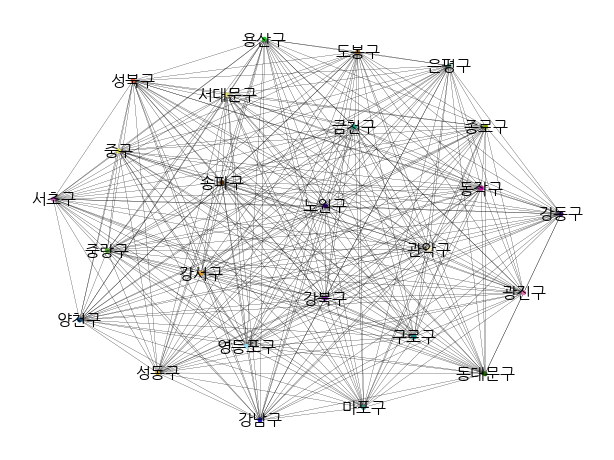 용산구
도봉구
은평구
성북구
서대문구
금천구
종로구
중구
송파구
동작구
서초구
노원구
강동구
중랑구
관악구
강서구
광진구
강북구
양천구
구로구
영등포구
성동구
동대문구
마포구
강남구